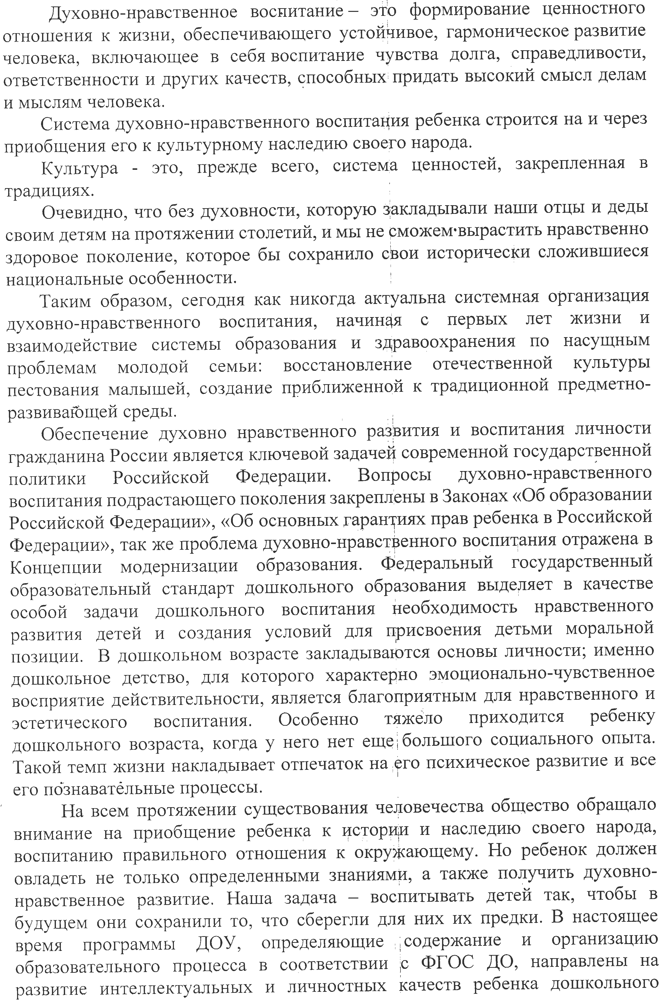 Духовно-нравственное воспитание – это формирование ценностного
отношения к жизни, обеспечивающего устойчивое, гармоническое развитие
человека, включающее в себя воспитание чувства долга, справедливости,
ответственности и других качеств, способных придать высокий смысл делам
и мыслям человека.
Система духовно-нравственного воспитания ребенка строится на и через
приобщения его к культурному наследию своего народа.
Культура - это, прежде всего, система ценностей, закрепленная в
традициях.
Очевидно, что без духовности, которую закладывали наши отцы и деды
своим детям на протяжении столетий, и мы не сможем вырастить нравственно
здоровое поколение, которое бы сохранило свои исторически сложившиеся
национальные особенности.
Таким образом, сегодня как никогда актуальна системная организация
духовно-нравственного воспитания, начиная с первых лет жизни и
взаимодействие системы образования и здравоохранения по насущным
проблемам молодой семьи: восстановление отечественной культуры
пестования малышей, создание приближенной к традиционной предметно-
развивающей среды.
Обеспечение духовно нравственного развития и воспитания личности
гражданина России является ключевой задачей современной государственной
политики Российской Федерации. Вопросы духовно-нравственного
воспитания подрастающего поколения закреплены в Законах «Об образовании
Российской Федерации», «Об основных гарантиях прав ребенка в Российской
Федерации», так же проблема духовно-нравственного воспитания отражена в
Концепции модернизации образования. Федеральный государственный
образовательный стандарт дошкольного образования выделяет в качестве
особой задачи дошкольного воспитания необходимость нравственного
развития детей и создания условий для присвоения детьми моральной
позиции. В дошкольном возрасте закладываются основы личности; именно
дошкольное детство, для которого характерно эмоционально-чувственное
восприятие действительности, является благоприятным для нравственного и
эстетического воспитания. Особенно тяжело приходится ребенку
дошкольного возраста, когда у него нет еще большого социального опыта.
Такой темп жизни накладывает отпечаток на его психическое развитие и все
его познавательные процессы.
На всем протяжении существования человечества общество обращало
внимание на приобщение ребенка к истории и наследию своего народа,
воспитанию правильного отношения к окружающему. Но ребенок должен
овладеть не только определенными знаниями, а также получить духовно-
нравственное развитие. Наша задача – воспитывать детей так, чтобы в
будущем они сохранили то, что сберегли для них их предки. В настоящее
время программы ДОУ, определяющие содержание и организацию
образовательного процесса в соответствии с ФГОС ДО, направлены на
развитие интеллектуальных и личностных качеств ребенка дошкольного